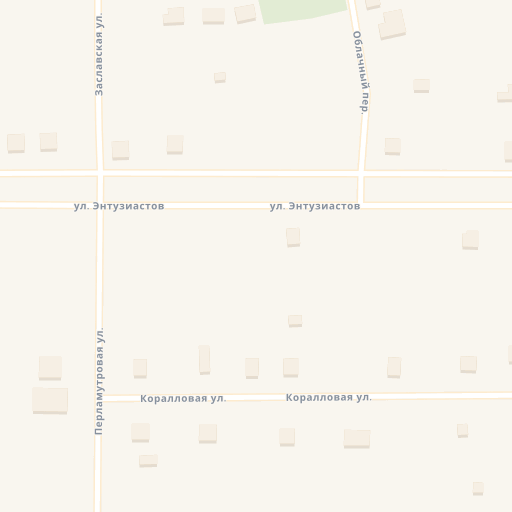 Заславская ул.
Облачный пер.
ул. Энтузиастов
ул. Энтузиастов
Перламутровая ул.
Коралловая ул.
Коралловая ул.